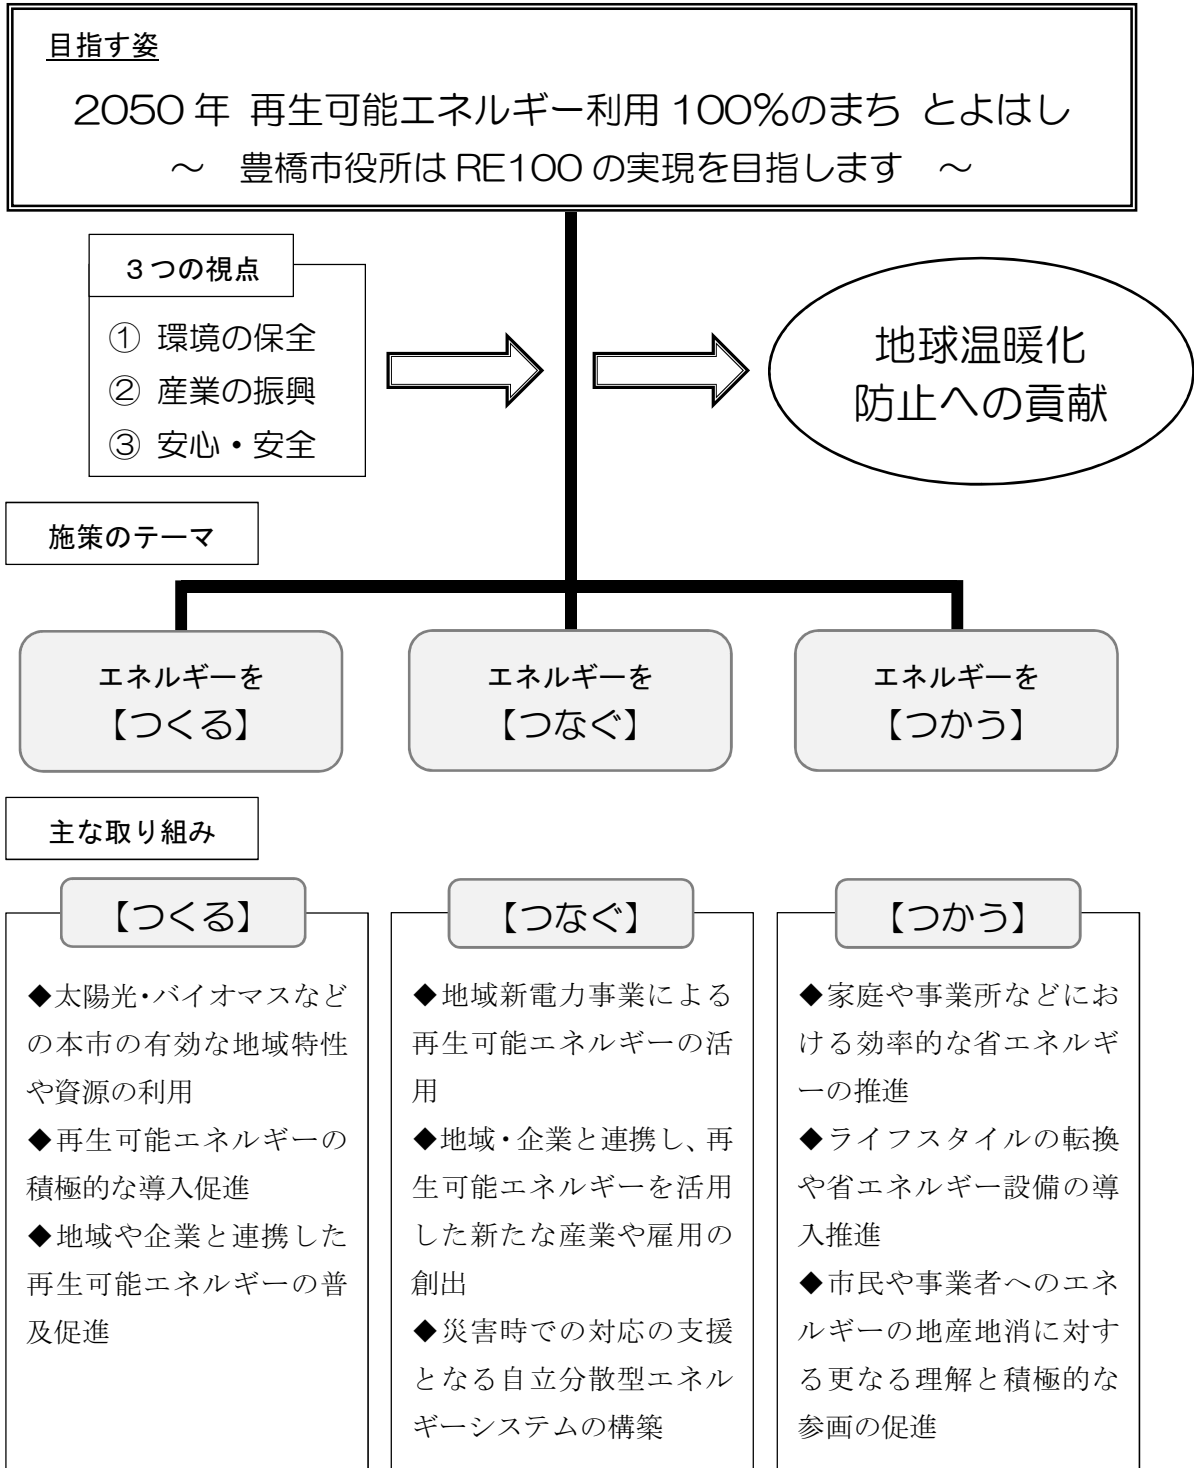 目指す姿
2050年 再生可能エネルギー利用100%のまち とよはし
～ 豊橋市役所はRE100の実現を目指します ～
3つの視点
① 環境の保全
② 産業の振興
③ 安心・安全
地球温暖化
防止への貢献
施策のテーマ
エネルギーを
【つくる】
エネルギーを
【つなぐ】
エネルギーを
【つかう】
主な取り組み
【つくる】
◆太陽光・バイオマスなど
の本市の有効な地域特性
や資源の利用
◆再生可能エネルギーの
積極的な導入促進
◆地域や企業と連携した
再生可能エネルギーの普
及促進
【つなぐ】
◆地域新電力事業による
再生可能エネルギーの活
用
◆地域・企業と連携し、再
生可能エネルギーを活用
した新たな産業や雇用の
創出
◆災害時での対応の支援
となる自立分散型エネル
ギーシステムの構築
【つかう】
◆家庭や事業所などにお
ける効率的な省エネルギ
ーの推進
◆ライフスタイルの転換
や省エネルギー設備の導
入推進
◆市民や事業者へのエネ
ルギーの地産地消に対す
る更なる理解と積極的な
参画の促進